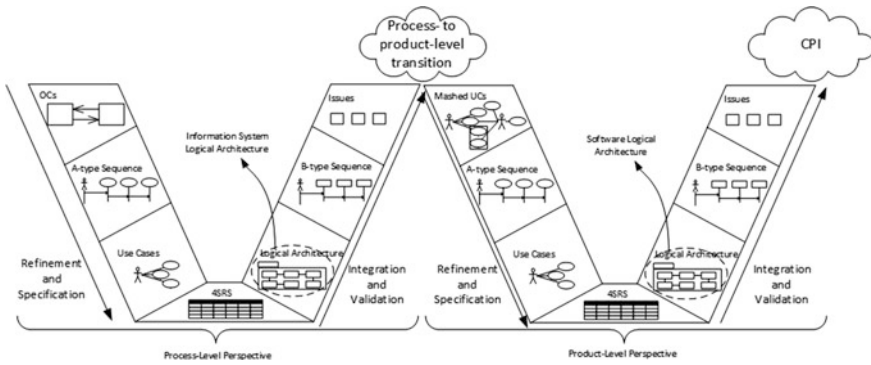 Process- to
product-level
transition
CPI
OCs
A-type Sequence
Use Cases
4SRS
Issues
B-type Sequence
Logical Architecture
Information System
Logical Architecture
Refinement
and
Specification
Integration
and
Validation
Process-Level Perspective
Mashed UCs
A-type Sequence
Use Cases
4SRS
Issues
B-type Sequence
Logical Architecture
Software Logical
Architecture
Refinement
and
Specification
Integration
and
Validation
Product-Level Perspective